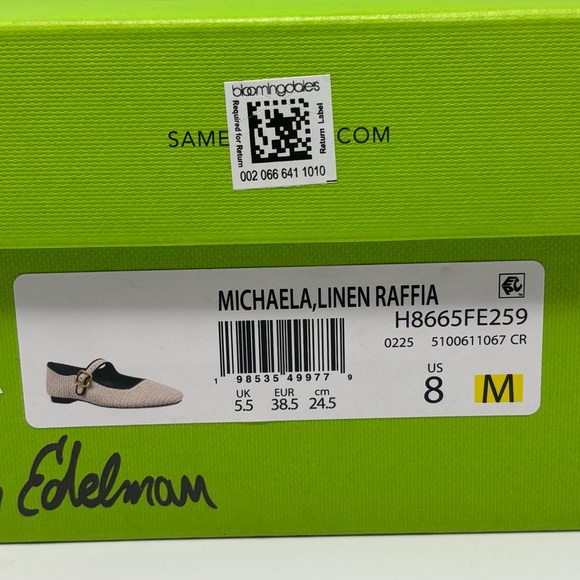 bloomingdale's
Required for Return
Return Label
002 066 641 1010
SAME .COM
MICHAELA,LINEN RAFFIA
H8665FE259
0225 5100611067 CR
1 98535 49977 9
UK EUR cm
5.5 38.5 24.5
US
8 M
Edelman